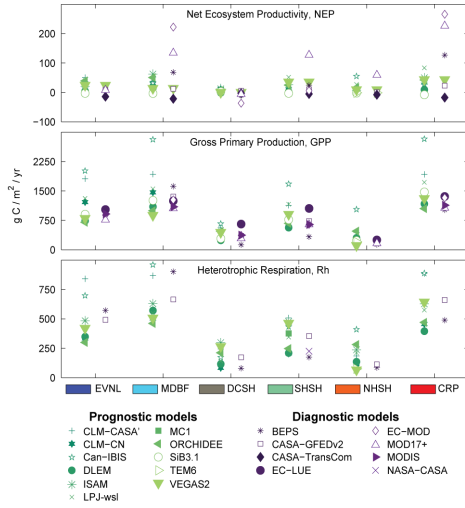 Net Ecosystem Productivity, NEP
200
100
0
−100
Gross Primary Production, GPP
2250
1500
750
0
g C / m² / yr
Heterotrophic Respiration, Rh
750
500
250
0
EVNL MDBF DCSH SHSH NHSH CRP
Prognostic models
CLM−CASA'
CLM−CN
Can−IBIS
DLEM
ISAM
LPJ−wsl
MC1
ORCHIDEE
SiB3.1
TEM6
VEGAS2
Diagnostic models
BEPS
CASA−GFEDv2
CASA−TransCom
EC−LUE
EC−MOD
MOD17+
MODIS
NASA−CASA